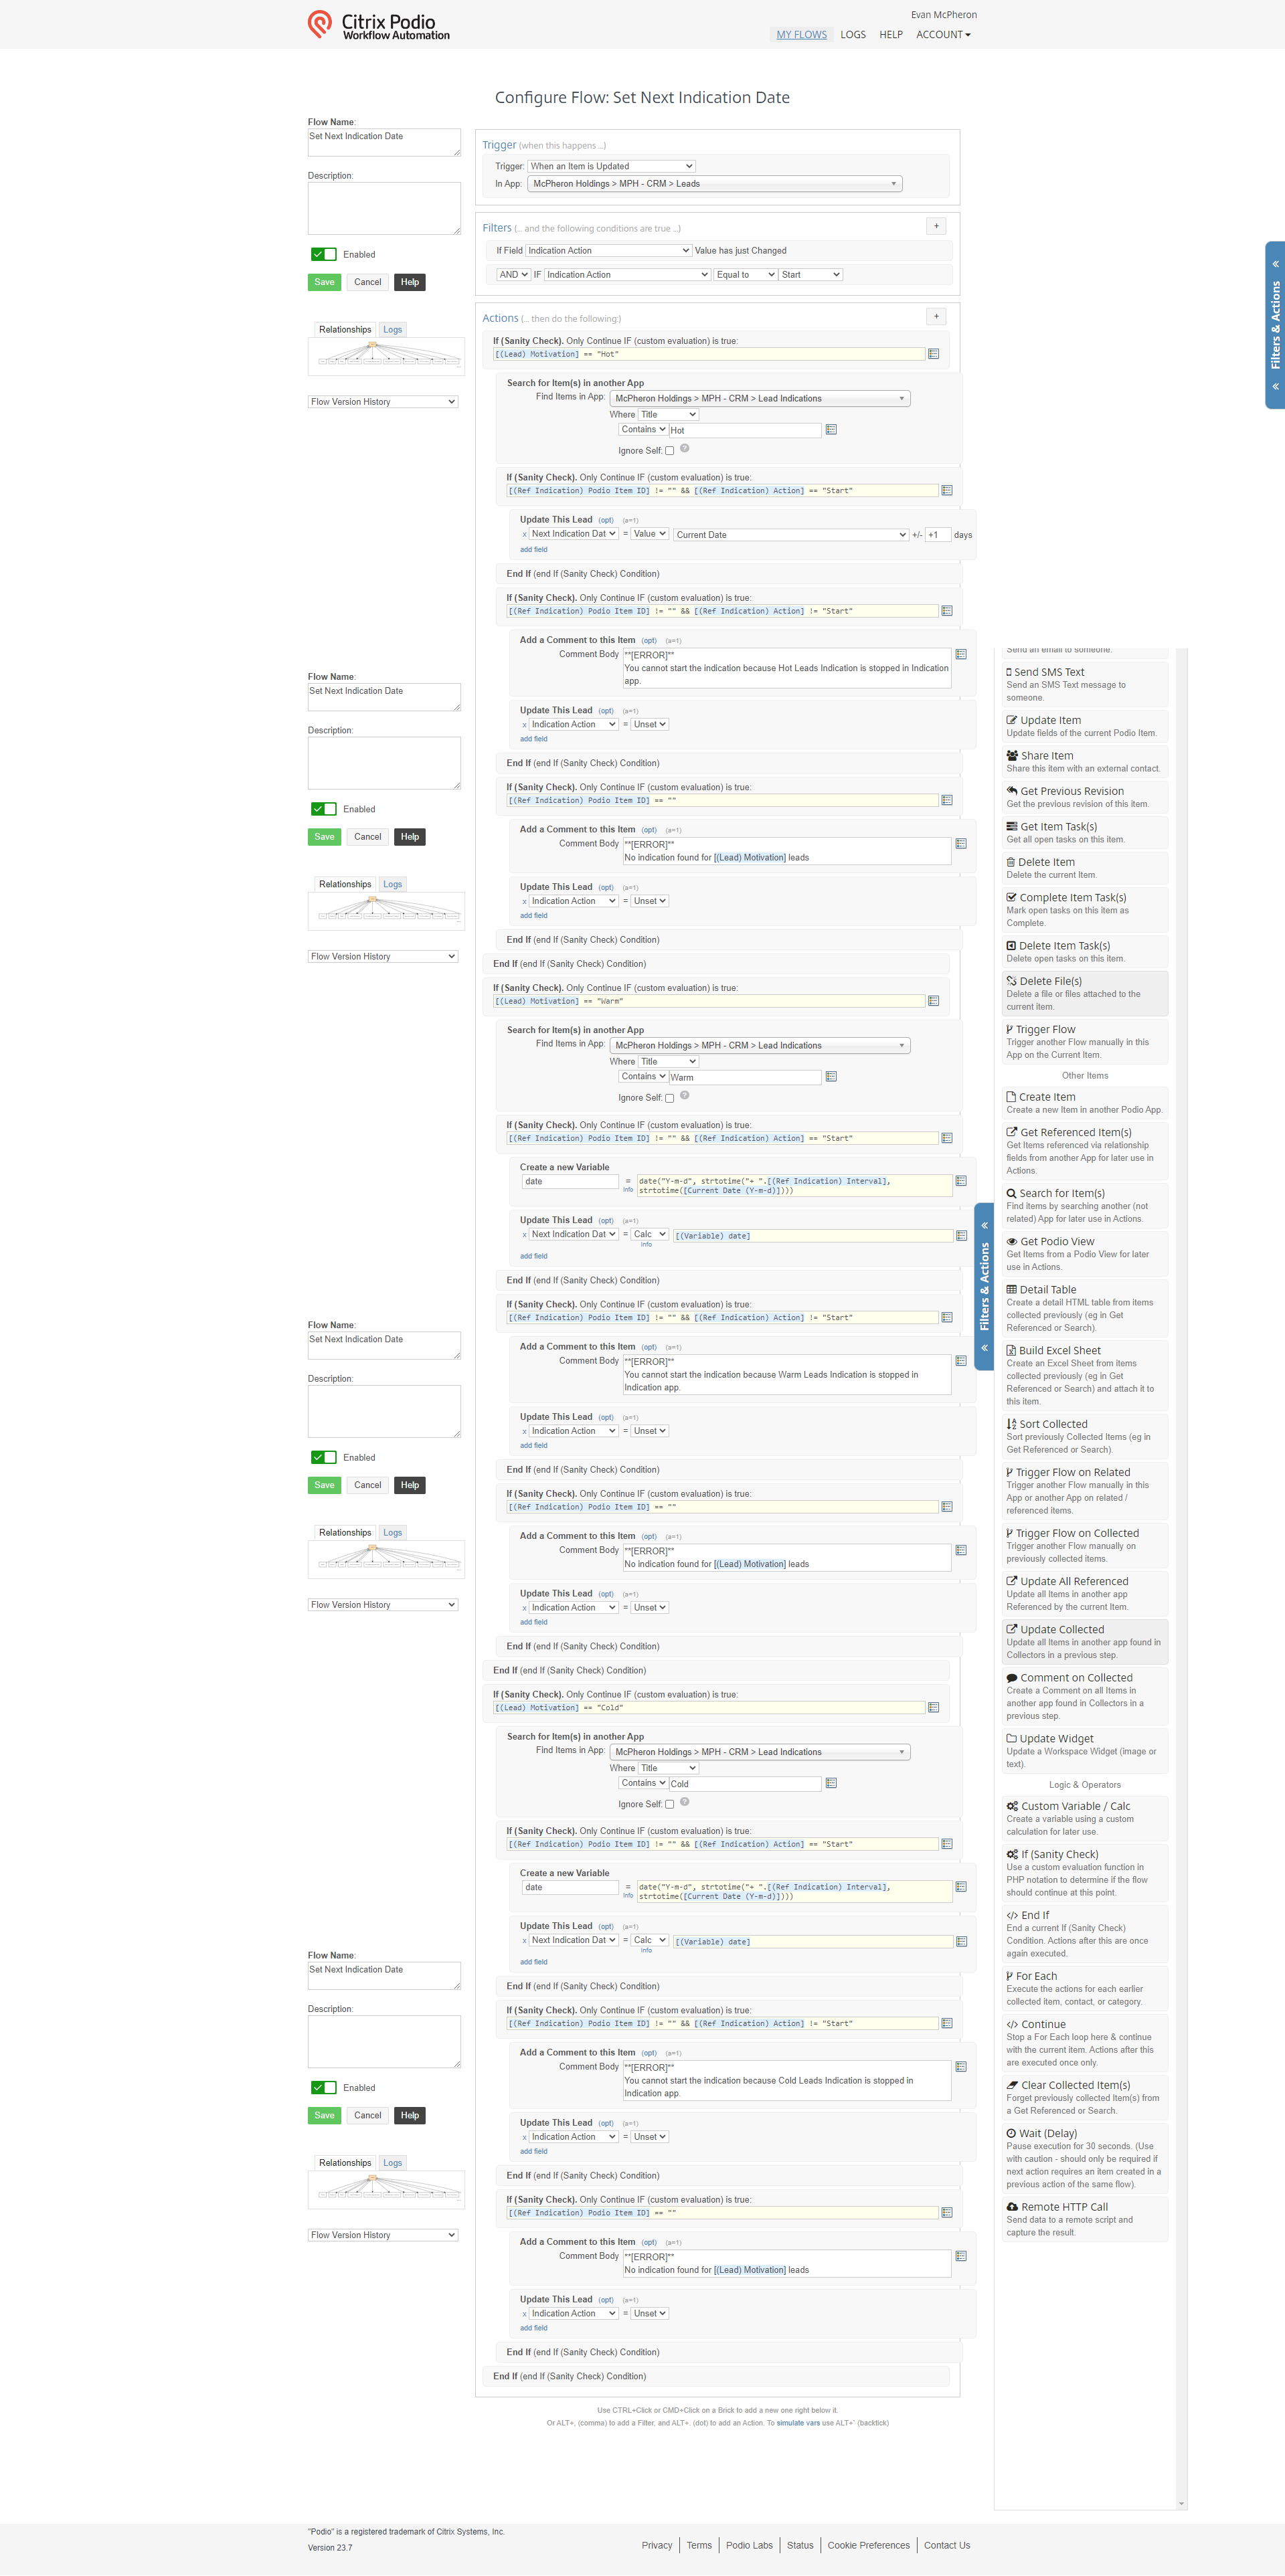 Citrix Podio
Workflow Automation
Evan McPheron
MY FLOWS LOGS HELP ACCOUNT
Configure Flow: Set Next Indication Date
Flow Name:
Set Next Indication Date
Description:
Enabled
Save Cancel Help
Relationships Logs
Flow Version History
Trigger (when this happens ...)
Trigger: When an Item is Updated
In App: McPheron Holdings > MPH - CRM > Leads
Filters (... and the following conditions are true ...)
+
If Field Indication Action Value has just Changed
AND IF Indication Action Equal to Start
Filters & Actions
Actions (... then do the following:)
+
If (Sanity Check). Only Continue IF (custom evaluation) is true:
[(Lead) Motivation] == "Hot"
Search for Item(s) in another App
Find Items in App: McPheron Holdings > MPH - CRM > Lead Indications
Where Title
Contains Hot
Ignore Self:
If (Sanity Check). Only Continue IF (custom evaluation) is true:
[(Ref Indication) Podio Item ID] != "" && [(Ref Indication) Action] == "Start"
Update This Lead (opt) (a=1)
x Next Indication Dat = Value Current Date +/- +1 days
add field
End If (end If (Sanity Check) Condition)
If (Sanity Check). Only Continue IF (custom evaluation) is true:
[(Ref Indication) Podio Item ID] != "" && [(Ref Indication) Action] != "Start"
Add a Comment to this Item (opt) (a=1)
Comment Body **[ERROR]**
You cannot start the indication because Hot Leads Indication is stopped in Indication
app.
Update This Lead (opt) (a=1)
x Indication Action = Unset
add field
End If (end If (Sanity Check) Condition)
If (Sanity Check). Only Continue IF (custom evaluation) is true:
[(Ref Indication) Podio Item ID] == ""
Add a Comment to this Item (opt) (a=1)
Comment Body **[ERROR]**
No indication found for [(Lead) Motivation] leads
Update This Lead (opt) (a=1)
x Indication Action = Unset
add field
End If (end If (Sanity Check) Condition)
End If (end If (Sanity Check) Condition)
If (Sanity Check). Only Continue IF (custom evaluation) is true:
[(Lead) Motivation] == "Warm"
Search for Item(s) in another App
Find Items in App: McPheron Holdings > MPH - CRM > Lead Indications
Where Title
Contains Warm
Ignore Self:
If (Sanity Check). Only Continue IF (custom evaluation) is true:
[(Ref Indication) Podio Item ID] != "" && [(Ref Indication) Action] == "Start"
Create a new Variable
date = date("Y-m-d", strtotime("+ ".[(Ref Indication) Interval],
info strtotime([Current Date (Y-m-d)])))
Update This Lead (opt) (a=1)
x Next Indication Dat = Calc [(Variable) date]
info
add field
End If (end If (Sanity Check) Condition)
If (Sanity Check). Only Continue IF (custom evaluation) is true:
[(Ref Indication) Podio Item ID] != "" && [(Ref Indication) Action] != "Start"
Add a Comment to this Item (opt) (a=1)
Comment Body **[ERROR]**
You cannot start the indication because Warm Leads Indication is stopped in
Indication app.
Update This Lead (opt) (a=1)
x Indication Action = Unset
add field
End If (end If (Sanity Check) Condition)
If (Sanity Check). Only Continue IF (custom evaluation) is true:
[(Ref Indication) Podio Item ID] == ""
Add a Comment to this Item (opt) (a=1)
Comment Body **[ERROR]**
No indication found for [(Lead) Motivation] leads
Update This Lead (opt) (a=1)
x Indication Action = Unset
add field
End If (end If (Sanity Check) Condition)
End If (end If (Sanity Check) Condition)
If (Sanity Check). Only Continue IF (custom evaluation) is true:
[(Lead) Motivation] == "Cold"
Search for Item(s) in another App
Find Items in App: McPheron Holdings > MPH - CRM > Lead Indications
Where Title
Contains Cold
Ignore Self:
If (Sanity Check). Only Continue IF (custom evaluation) is true:
[(Ref Indication) Podio Item ID] != "" && [(Ref Indication) Action] == "Start"
Create a new Variable
date = date("Y-m-d", strtotime("+ ".[(Ref Indication) Interval],
info strtotime([Current Date (Y-m-d)])))
Update This Lead (opt) (a=1)
x Next Indication Dat = Calc [(Variable) date]
info
add field
End If (end If (Sanity Check) Condition)
If (Sanity Check). Only Continue IF (custom evaluation) is true:
[(Ref Indication) Podio Item ID] != "" && [(Ref Indication) Action] != "Start"
Add a Comment to this Item (opt) (a=1)
Comment Body **[ERROR]**
You cannot start the indication because Cold Leads Indication is stopped in
Indication app.
Update This Lead (opt) (a=1)
x Indication Action = Unset
add field
End If (end If (Sanity Check) Condition)
If (Sanity Check). Only Continue IF (custom evaluation) is true:
[(Ref Indication) Podio Item ID] == ""
Add a Comment to this Item (opt) (a=1)
Comment Body **[ERROR]**
No indication found for [(Lead) Motivation] leads
Update This Lead (opt) (a=1)
x Indication Action = Unset
add field
End If (end If (Sanity Check) Condition)
End If (end If (Sanity Check) Condition)
Use CTRL+Click or CMD+Click on a Brick to add a new one right below it.
Or ALT+, (comma) to add a Filter, and ALT+. (dot) to add an Action. To simulate vars use ALT+` (backtick)
Flow Name:
Set Next Indication Date
Description:
Enabled
Save Cancel Help
Relationships Logs
Flow Version History
Flow Name:
Set Next Indication Date
Description:
Enabled
Save Cancel Help
Relationships Logs
Flow Version History
Flow Name:
Set Next Indication Date
Description:
Enabled
Save Cancel Help
Relationships Logs
Flow Version History
Filters & Actions
Send an email to someone.
Send SMS Text
Send an SMS Text message to
someone.
Update Item
Update fields of the current Podio Item.
Share Item
Share this item with an external contact.
Get Previous Revision
Get the previous revision of this item.
Get Item Task(s)
Get all open tasks on this item.
Delete Item
Delete the current Item.
Complete Item Task(s)
Mark open tasks on this item as
Complete.
Delete Item Task(s)
Delete open tasks on this item.
Delete File(s)
Delete a file or files attached to the
current item.
Trigger Flow
Trigger another Flow manually in this
App on the Current Item.
Other Items
Create Item
Create a new Item in another Podio App.
Get Referenced Item(s)
Get Items referenced via relationship
fields from another App for later use in
Actions.
Search for Item(s)
Find items by searching another (not
related) App for later use in Actions.
Get Podio View
Get Items from a Podio View for later
use in Actions.
Detail Table
Create a detail HTML table from items
collected previously (eg in Get
Referenced or Search).
Build Excel Sheet
Create an Excel Sheet from items
collected previously (eg in Get
Referenced or Search) and attach it to
this item.
Sort Collected
Sort previously Collected Items (eg in
Get Referenced or Search).
Trigger Flow on Related
Trigger another Flow manually in this
App or another App on related /
referenced items.
Trigger Flow on Collected
Trigger another Flow manually on
previously collected items.
Update All Referenced
Update all Items in another app
Referenced by the current Item.
Update Collected
Update all Items in another app found in
Collectors in a previous step.
Comment on Collected
Create a Comment on all Items in
another app found in Collectors in a
previous step.
Update Widget
Update a Workspace Widget (image or
text).
Logic & Operators
Custom Variable / Calc
Create a variable using a custom
calculation for later use.
If (Sanity Check)
Use a custom evaluation function in
PHP notation to determine if the flow
should continue at this point.
End If
End a current If (Sanity Check)
Condition. Actions after this are once
again executed.
For Each
Execute the actions for each earlier
collected item, contact, or category.
Continue
Stop a For Each loop here & continue
with the current item. Actions after this
are executed once only.
Clear Collected Item(s)
Forget previously collected Item(s) from
a Get Referenced or Search.
Wait (Delay)
Pause execution for 30 seconds. (Use
with caution - should only be required if
next action requires an item created in a
previous action of the same flow).
Remote HTTP Call
Send data to a remote script and
capture the result.
"Podio" is a registered trademark of Citrix Systems, Inc.
Version 23.7
Privacy Terms Podio Labs Status Cookie Preferences Contact Us